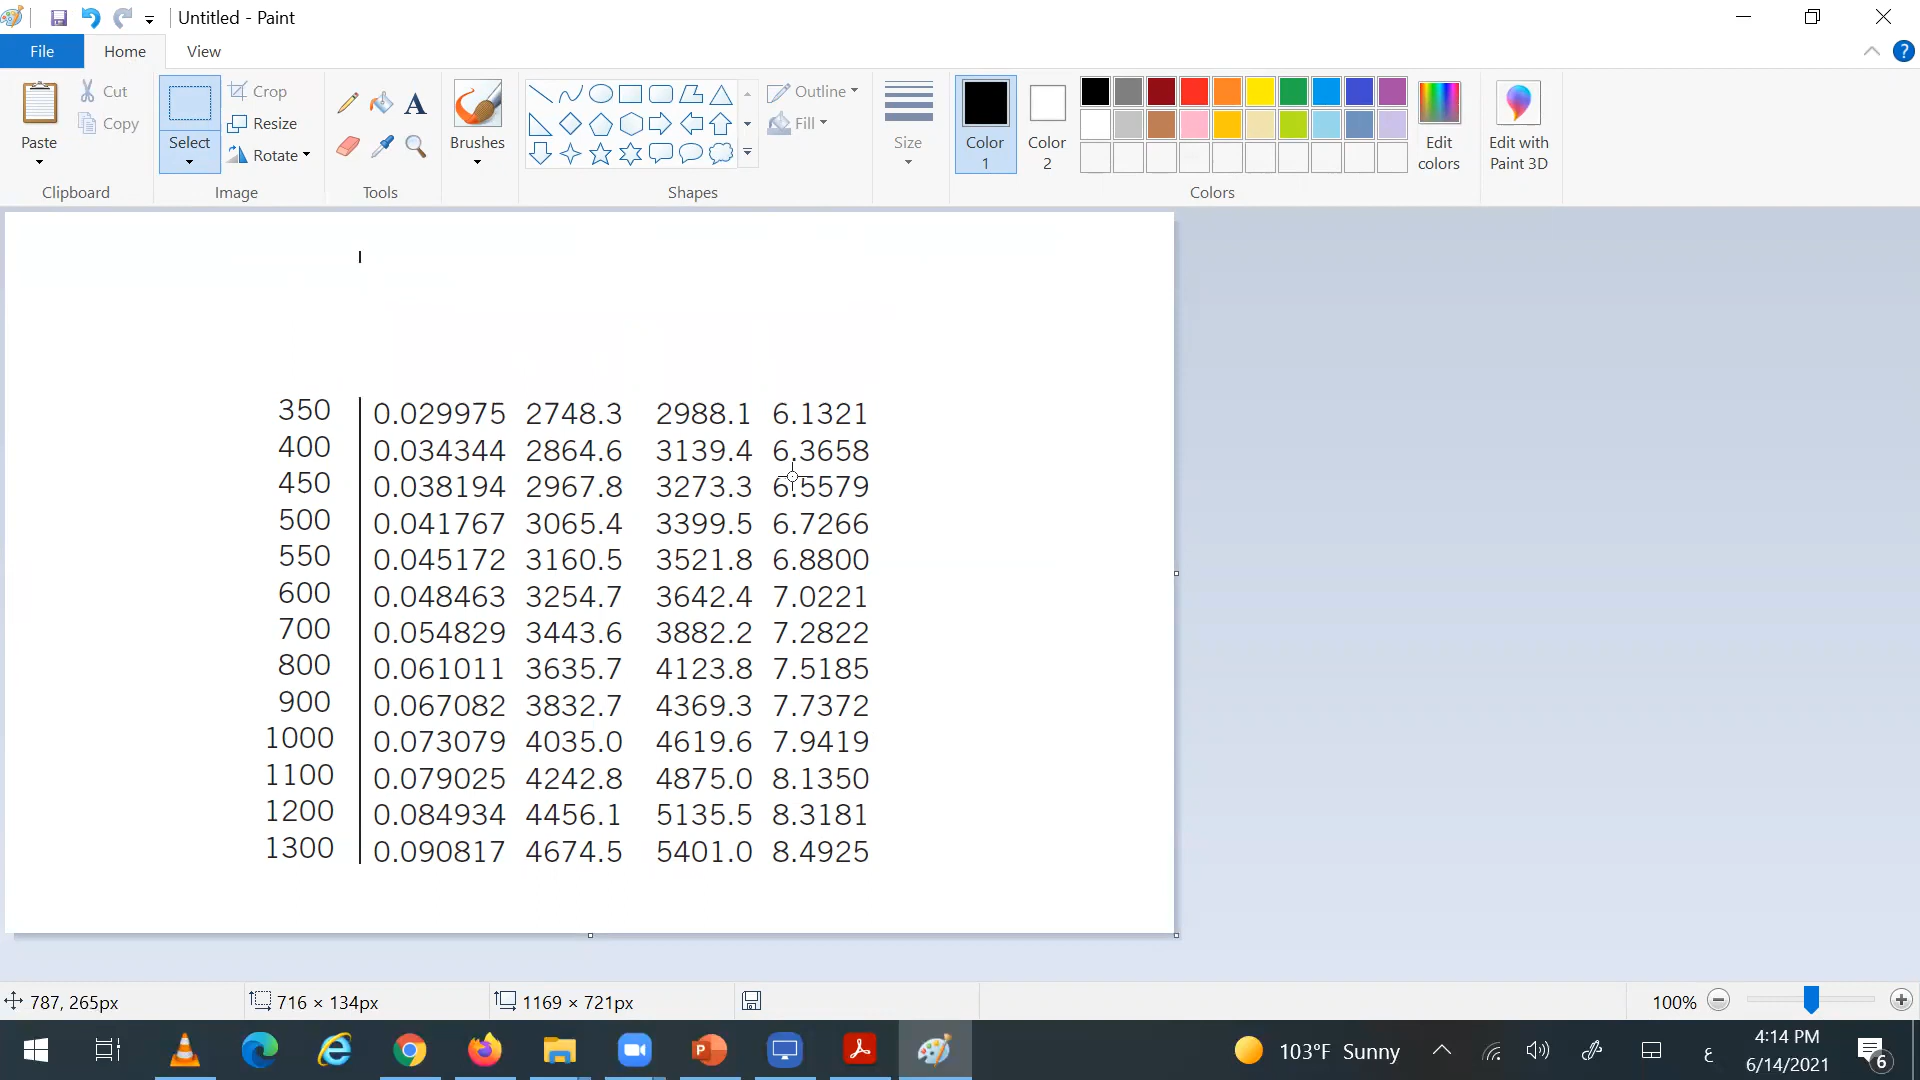 Untitled - Paint
File Home View
Paste
Cut
Copy
Clipboard
Select
Crop
Resize
Rotate
Image
Tools
Brushes
Shapes
Outline
Fill
Size
Color 1
Color 2
Edit colors
Edit with Paint 3D
Colors
350 0.029975 2748.3 2988.1 6.1321
400 0.034344 2864.6 3139.4 6.3658
450 0.038194 2967.8 3273.3 6.5579
500 0.041767 3065.4 3399.5 6.7266
550 0.045172 3160.5 3521.8 6.8800
600 0.048463 3254.7 3642.4 7.0221
700 0.054829 3443.6 3882.2 7.2822
800 0.061011 3635.7 4123.8 7.5185
900 0.067082 3832.7 4369.3 7.7372
1000 0.073079 4035.0 4619.6 7.9419
1100 0.079025 4242.8 4875.0 8.1350
1200 0.084934 4456.1 5135.5 8.3181
1300 0.090817 4674.5 5401.0 8.4925
787, 265px 716 × 134px 1169 × 721px 100%
103°F Sunny ع 4:14 PM
6/14/2021 6